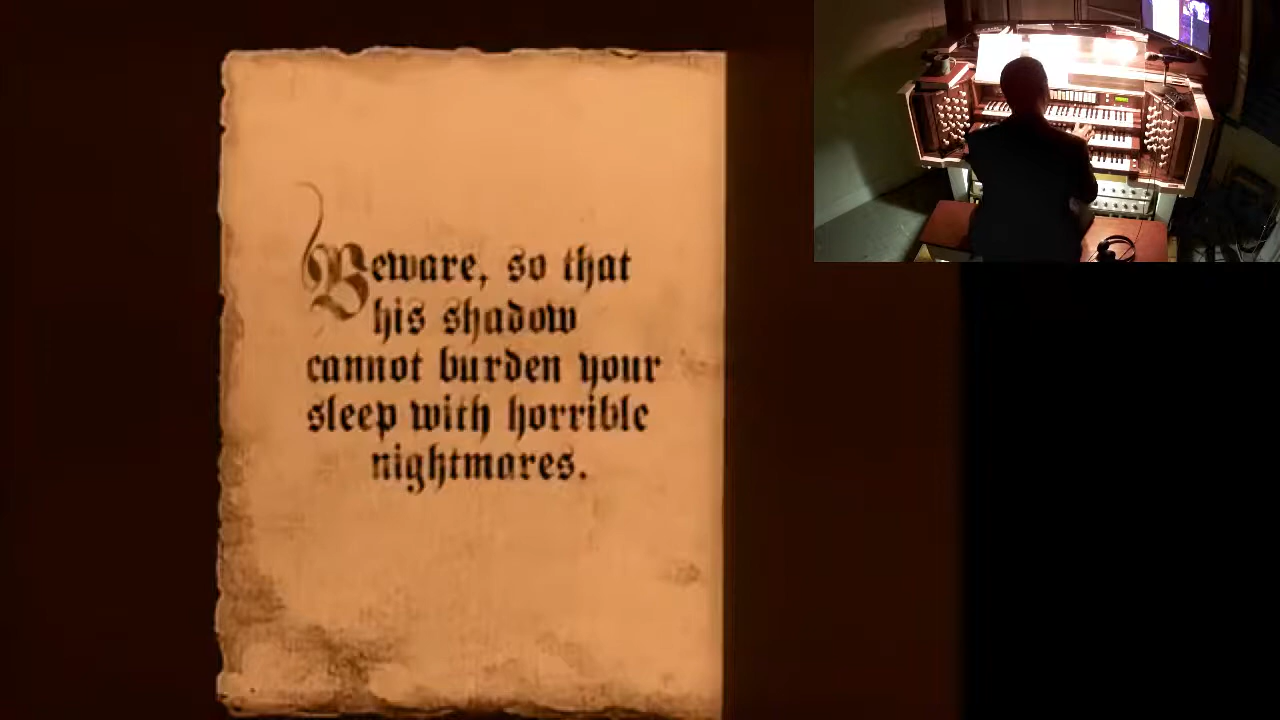 Beware, so that
his shadow
cannot burden your
sleep with horrible
nightmares.